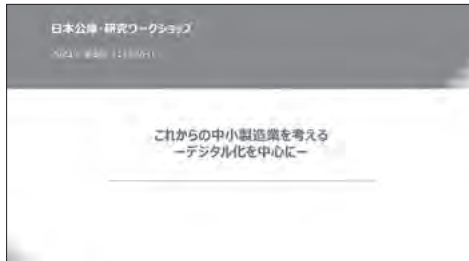 日本公庫・研究ワークショップ
これからの中小製造業を考える
ーデジタル化を中心にー